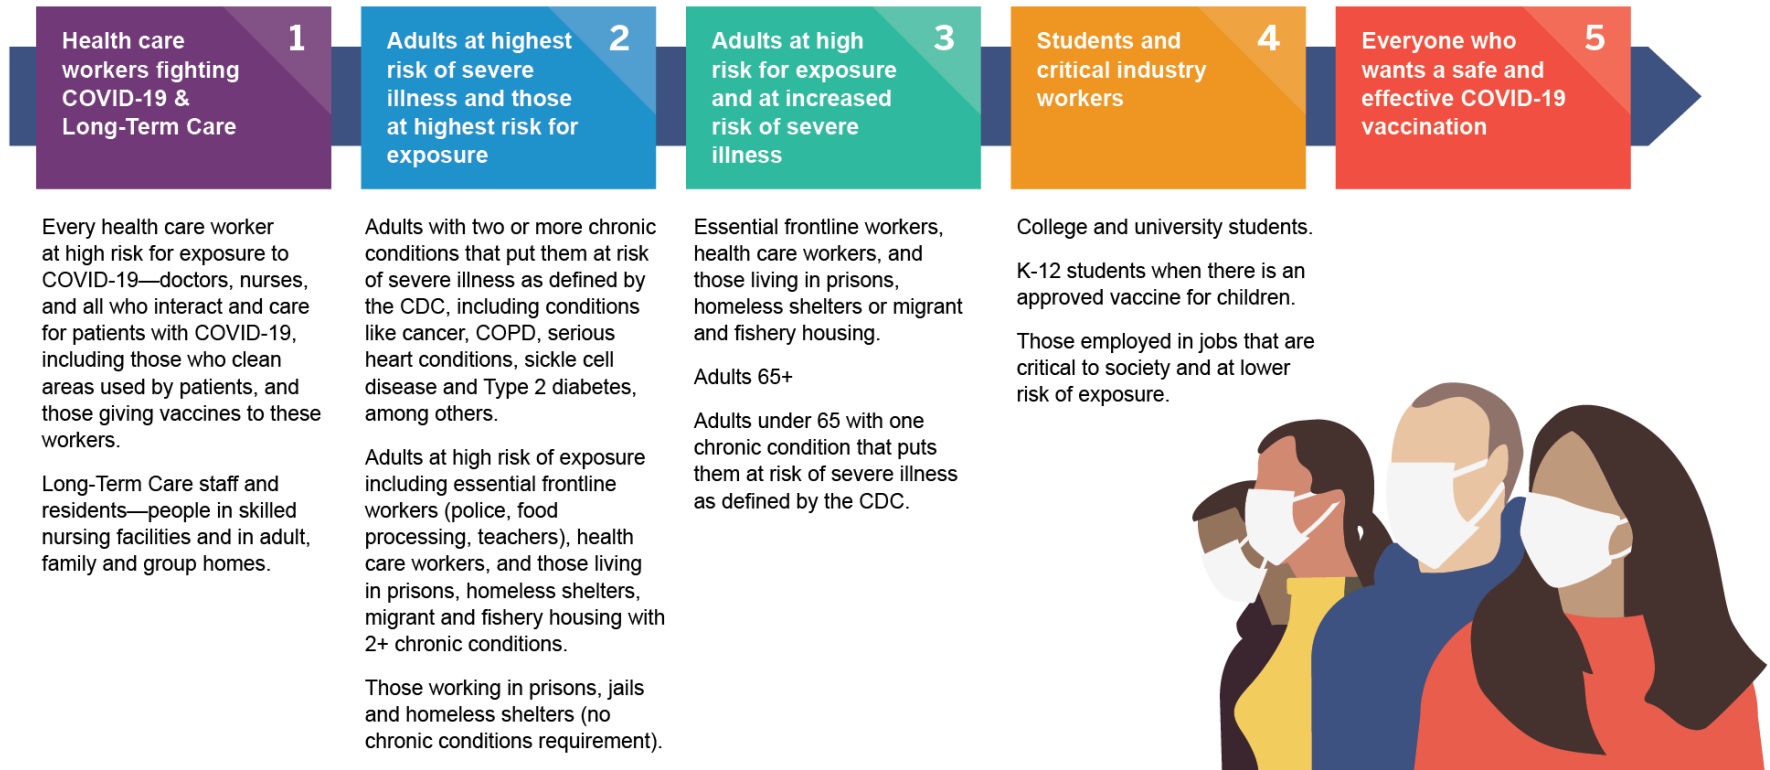 Health care
workers fighting
COVID-19 &
Long-Term Care
1
Every health care worker
at high risk for exposure to
COVID-19—doctors, nurses,
and all who interact and care
for patients with COVID-19,
including those who clean
areas used by patients, and
those giving vaccines to these
workers.
Long-Term Care staff and
residents—people in skilled
nursing facilities and in adult,
family and group homes.
Adults at highest
risk of severe
illness and those
at highest risk for
exposure
2
Adults with two or more chronic
conditions that put them at risk
of severe illness as defined by
the CDC, including conditions
like cancer, COPD, serious
heart conditions, sickle cell
disease and Type 2 diabetes,
among others.
Adults at high risk of exposure
including essential frontline
workers (police, food
processing, teachers), health
care workers, and those living
in prisons, homeless shelters,
migrant and fishery housing with
2+ chronic conditions.
Those working in prisons, jails
and homeless shelters (no
chronic conditions requirement).
Adults at high
risk for exposure
and at increased
risk of severe
illness
3
Essential frontline workers,
health care workers, and
those living in prisons,
homeless shelters or migrant
and fishery housing.
Adults 65+
Adults under 65 with one
chronic condition that puts
them at risk of severe illness
as defined by the CDC.
Students and
critical industry
workers
4
College and university students.
K-12 students when there is an
approved vaccine for children.
Those employed in jobs that are
critical to society and at lower
risk of exposure.
Everyone who
wants a safe and
effective COVID-19
vaccination
5